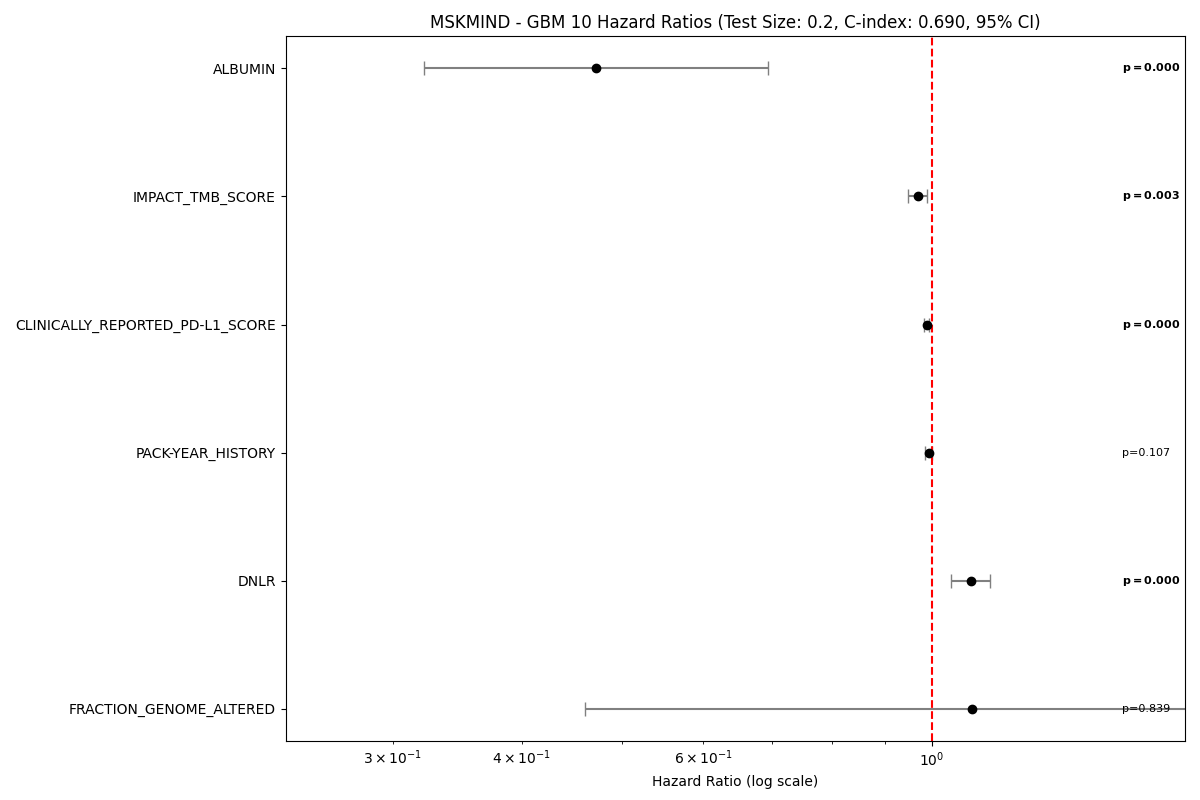 MSKMIND - GBM 10 Hazard Ratios (Test Size: 0.2, C-index: 0.690, 95% CI)
ALBUMIN
p=0.000
IMPACT_TMB_SCORE
p=0.003
CLINICALLY_REPORTED_PD-L1_SCORE
p=0.000
PACK-YEAR_HISTORY
p=0.107
DNLR
p=0.000
FRACTION_GENOME_ALTERED
p=0.839
3 × 10⁻¹ 4 × 10⁻¹ 6 × 10⁻¹ 10⁰
Hazard Ratio (log scale)